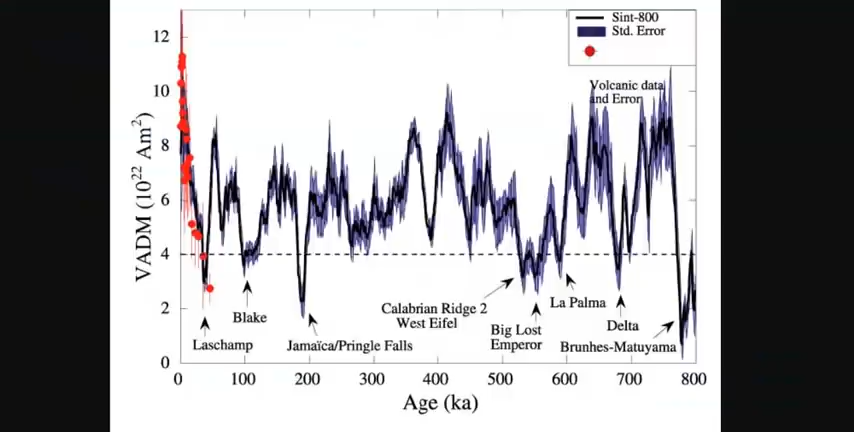 Sint-800
Std. Error
Volcanic data
and Error
VADM (10²² Am²)
12
10
8
6
4
2
0
Calabrian Ridge 2
West Eifel
La Palma
Blake
Big Lost
Emperor
Delta
Laschamp
Jamaïca/Pringle Falls
Brunhes-Matuyama
0 100 200 300 400 500 600 700 800
Age (ka)